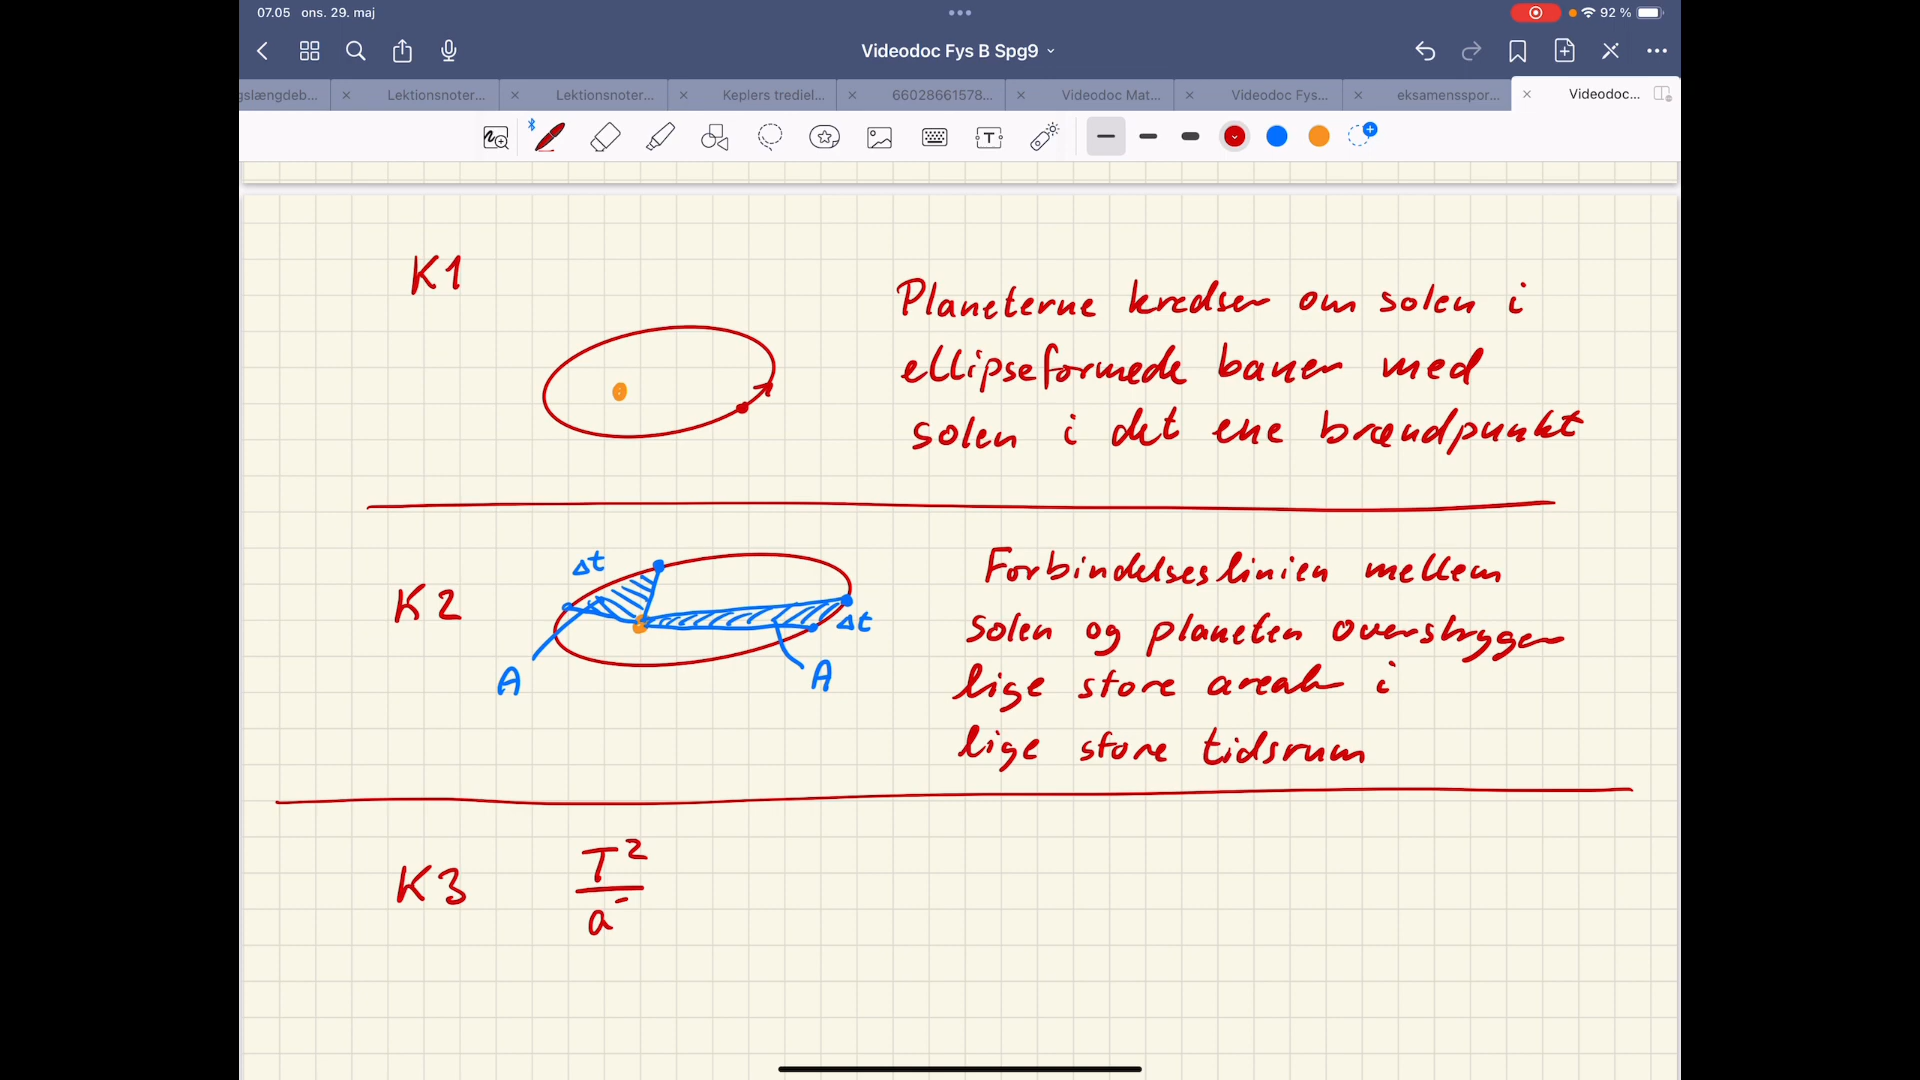 07.05 ons. 29. maj
92 %
Videodoc Fys B Spg9
gslængdeb...
Lektionsnoter...
Lektionsnoter...
Keplers trediel...
66028661578...
Videodoc Mat...
Videodoc Fys...
eksamensspor...
Videodoc...
K1
Planeterne kredser om solen i
ellipseformede baner med
solen i det ene brændpunkt
K2
Δt
Δt
A
A
Forbindelseslinien mellem
solen og planeten overstryger
lige store arealer i
lige store tidsrum
K3
T²
a